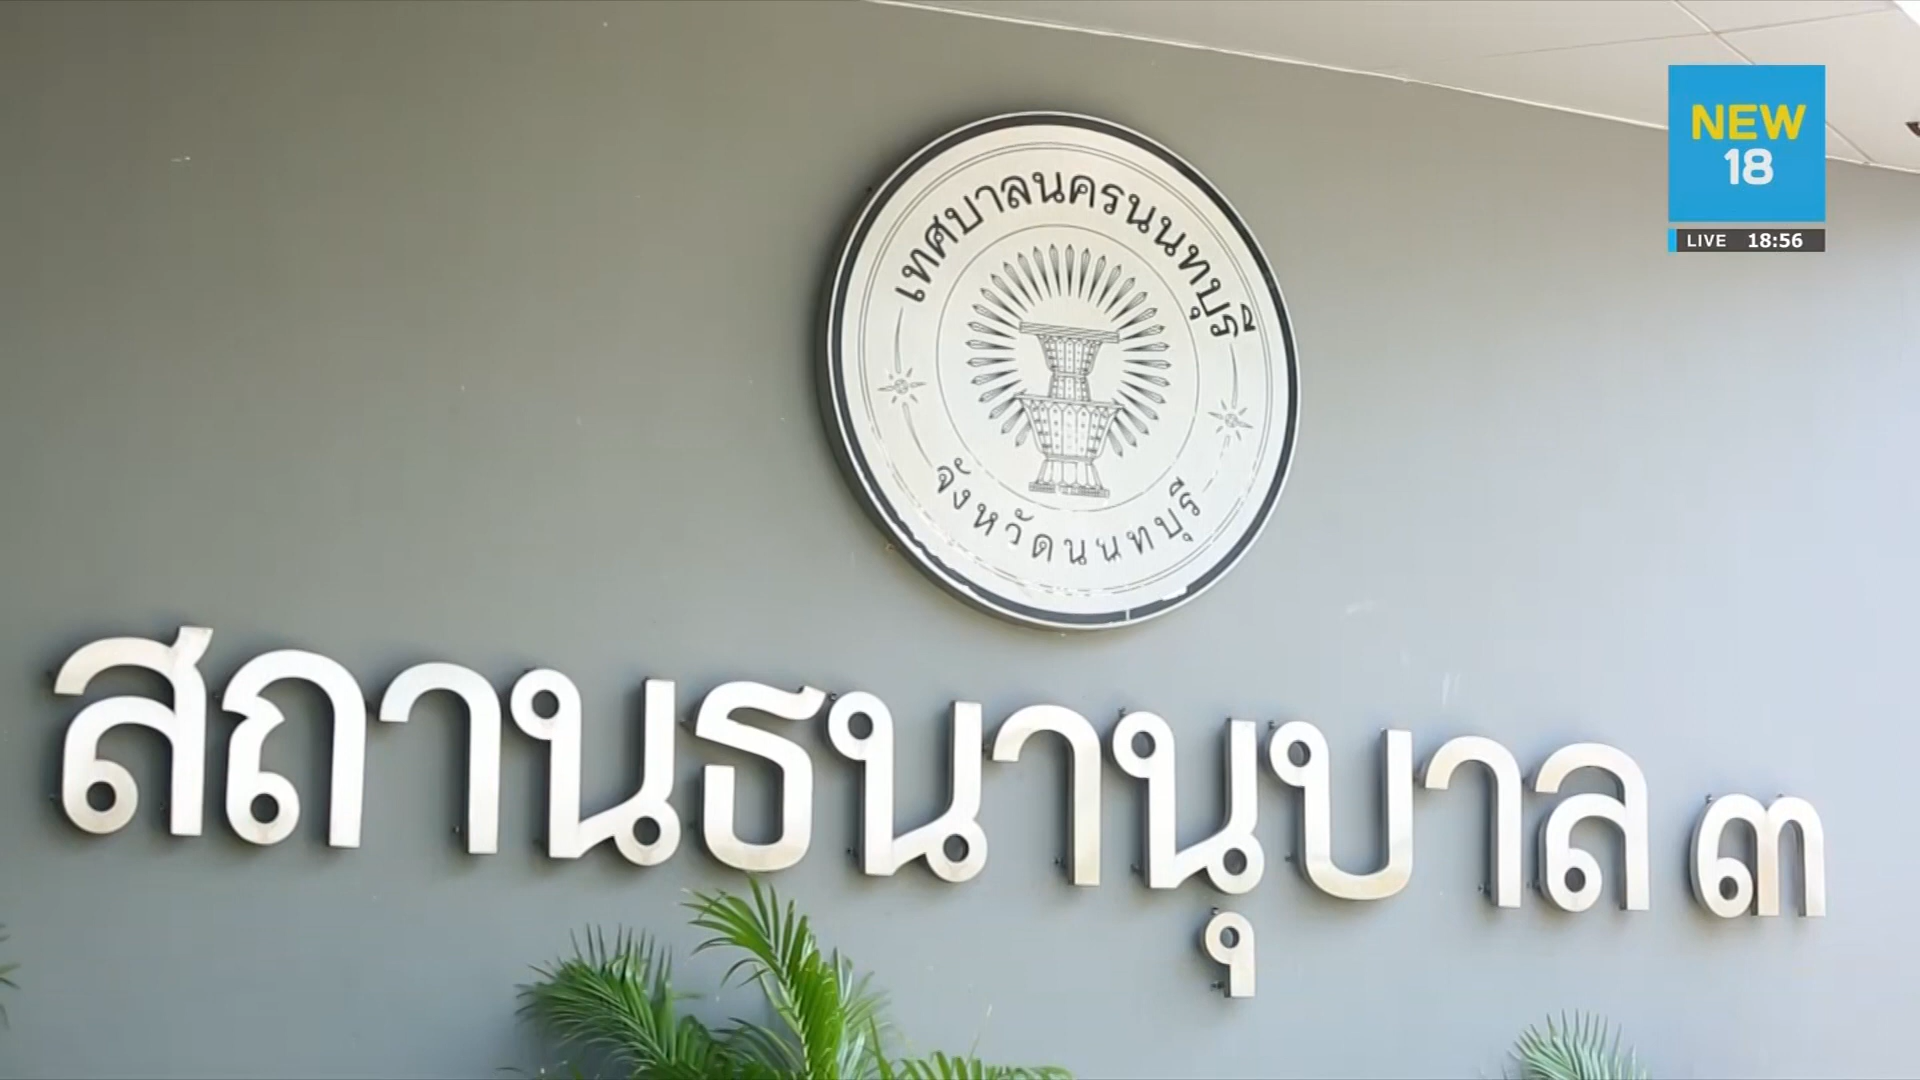 NEW
18
LIVE 18:56
เทศบาลนครนนทบุรี
จังหวัดนนทบุรี
สถานธนานุบาล ๓